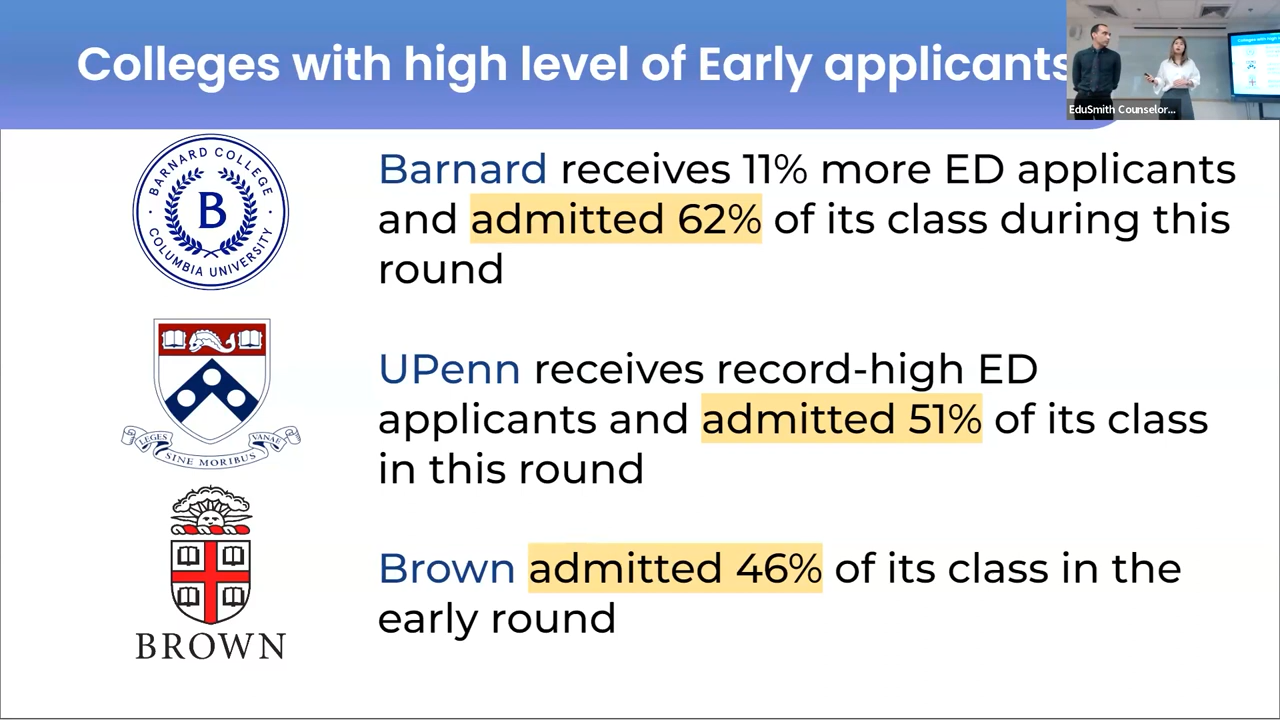 Colleges with high level of Early applicants
EduSmith Counselor...
BARNARD COLLEGE
B
COLUMBIA UNIVERSITY
Barnard receives 11% more ED applicants
and admitted 62% of its class during this
round
LEGES
VANAE
SINE MORIBUS
UPenn receives record-high ED
applicants and admitted 51% of its class
in this round
BROWN
Brown admitted 46% of its class in the
early round